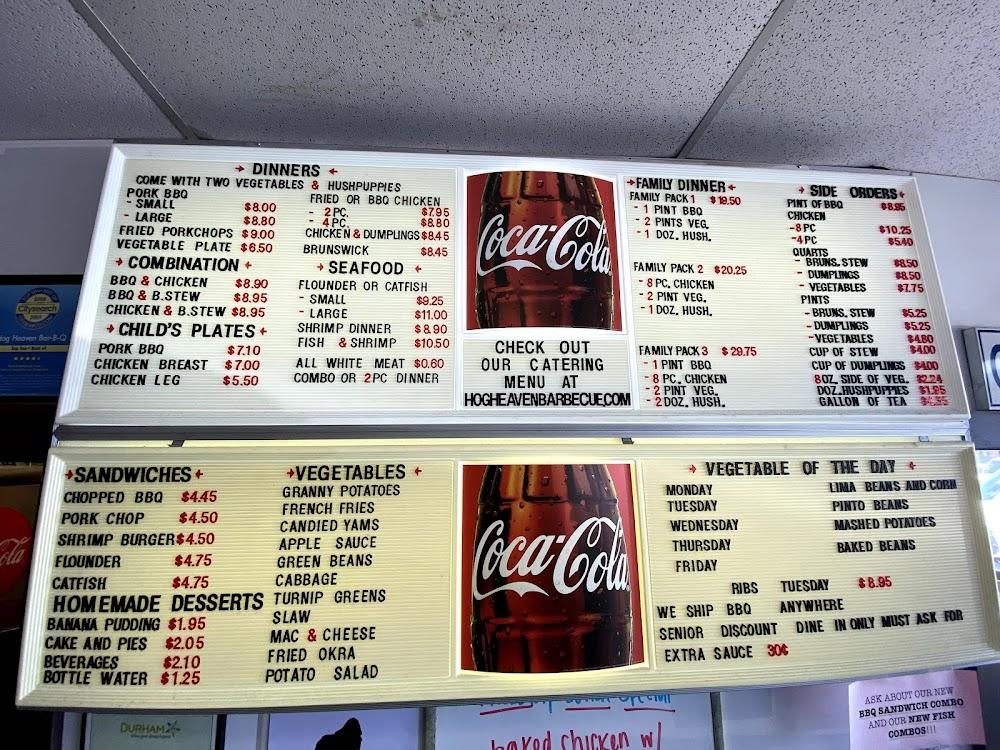 DINNERS
COME WITH TWO VEGETABLES & HUSHPUPPIES
PORK BBQ
- SMALL $8.00
- LARGE $8.80
FRIED PORKCHOPS $9.00
VEGETABLE PLATE $6.50
COMBINATION
BBQ & CHICKEN $8.90
BBQ & B.STEW $8.95
CHICKEN & B.STEW $8.95
CHILD'S PLATES
PORK BBQ $7.10
CHICKEN BREAST $7.00
CHICKEN LEG $5.50
FRIED OR BBQ CHICKEN
- 2PC. $7.95
- 4PC. $8.80
CHICKEN & DUMPLINGS $8.45
BRUNSWICK $8.45
SEAFOOD
FLOUNDER OR CATFISH
- SMALL $9.25
- LARGE $11.00
SHRIMP DINNER $8.90
FISH & SHRIMP $10.50
ALL WHITE MEAT $0.60
COMBO OR 2PC DINNER
Coca-Cola
CHECK OUT
OUR CATERING
MENU AT
HOGHEAVENBARBECUE.COM
FAMILY DINNER
FAMILY PACK 1 $19.50
- 1 PINT BBQ
- 2 PINTS VEG.
- 1 DOZ. HUSH.
FAMILY PACK 2 $20.25
- 8 PC. CHICKEN
- 2 PINT VEG.
- 1 DOZ. HUSH.
FAMILY PACK 3 $29.75
- 1 PINT BBQ
- 8 PC. CHICKEN
- 2 PINT VEG.
- 2 DOZ. HUSH.
SIDE ORDERS
PINT OF BBQ $8.95
CHICKEN
-8 PC $10.25
-4 PC $5.40
QUARTS
- BRUNS. STEW $8.50
- DUMPLINGS $8.50
- VEGETABLES $7.75
PINTS
- BRUNS. STEW $5.25
- DUMPLINGS $5.25
- VEGETABLES $4.80
CUP OF STEW $4.00
CUP OF DUMPLINGS $4.00
8OZ. SIDE OF VEG. $2.24
DOZ. HUSHPUPPIES $1.95
GALLON OF TEA
SANDWICHES
CHOPPED BBQ $4.45
PORK CHOP $4.50
SHRIMP BURGER $4.50
FLOUNDER $4.75
CATFISH $4.75
HOMEMADE DESSERTS
BANANA PUDDING $1.95
CAKE AND PIES $2.05
BEVERAGES $2.10
BOTTLE WATER $1.25
VEGETABLES
GRANNY POTATOES
FRENCH FRIES
CANDIED YAMS
APPLE SAUCE
GREEN BEANS
CABBAGE
TURNIP GREENS
SLAW
MAC & CHEESE
FRIED OKRA
POTATO SALAD
Coca-Cola
VEGETABLE OF THE DAY
MONDAY LIMA BEANS AND CORN
TUESDAY PINTO BEANS
WEDNESDAY MASHED POTATOES
THURSDAY BAKED BEANS
FRIDAY
RIBS TUESDAY $8.95
WE SHIP BBQ ANYWHERE
SENIOR DISCOUNT DINE IN ONLY MUST ASK FOR
EXTRA SAUCE 30¢
Citysearch
Hog Heaven Bar-B-Q
DURHAM
baked chicken w/
ASK ABOUT OUR NEW
BBQ SANDWICH COMBO
AND OUR NEW FISH
COMBOS!!!